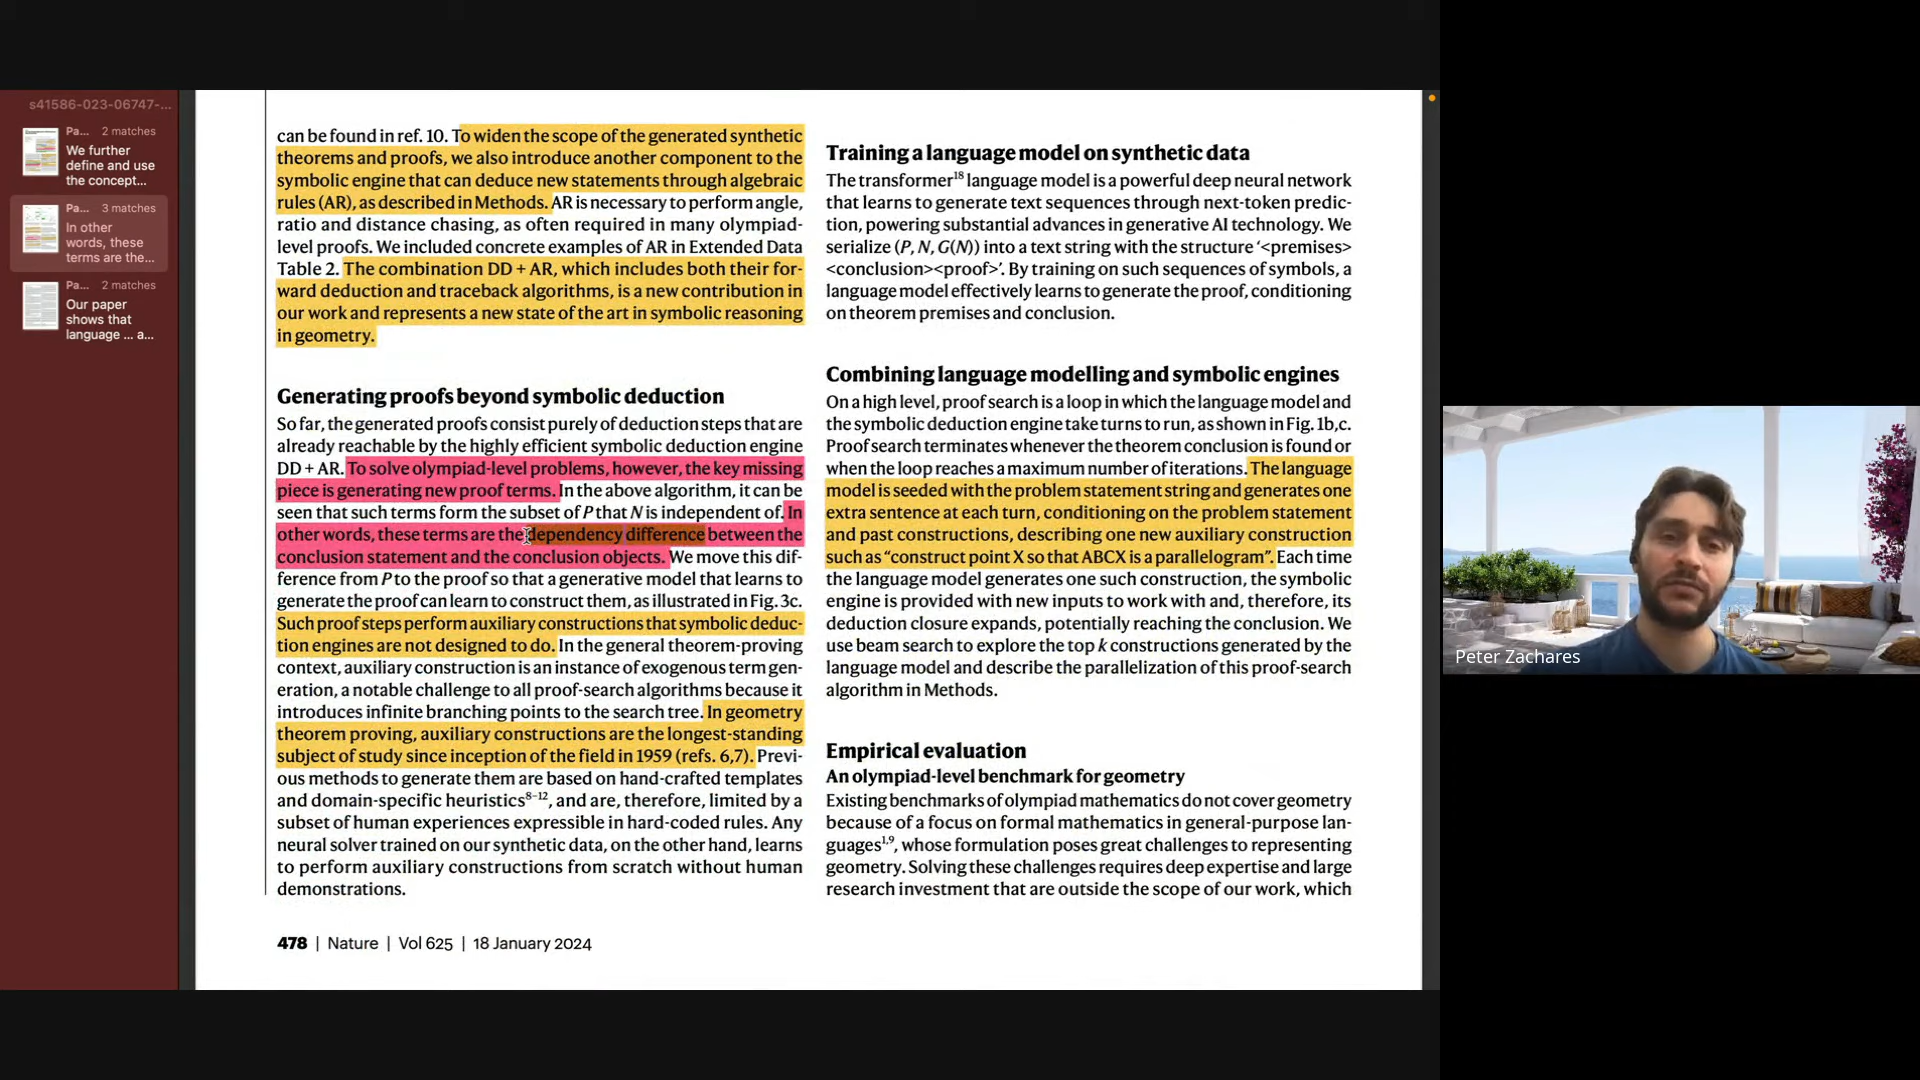 s41586-023-06747-...
Pa... 2 matches
We further
define and use
the concept...
Pa... 3 matches
In other
words, these
terms are the...
Pa... 2 matches
Our paper
shows that
language ... a...
can be found in ref. 10. To widen the scope of the generated synthetic
theorems and proofs, we also introduce another component to the
symbolic engine that can deduce new statements through algebraic
rules (AR), as described in Methods. AR is necessary to perform angle,
ratio and distance chasing, as often required in many olympiad-
level proofs. We included concrete examples of AR in Extended Data
Table 2. The combination DD + AR, which includes both their for-
ward deduction and traceback algorithms, is a new contribution in
our work and represents a new state of the art in symbolic reasoning
in geometry.
Generating proofs beyond symbolic deduction
So far, the generated proofs consist purely of deduction steps that are
already reachable by the highly efficient symbolic deduction engine
DD + AR. To solve olympiad-level problems, however, the key missing
piece is generating new proof terms. In the above algorithm, it can be
seen that such terms form the subset of P that N is independent of. In
other words, these terms are the dependency difference between the
conclusion statement and the conclusion objects. We move this dif-
ference from P to the proof so that a generative model that learns to
generate the proof can learn to construct them, as illustrated in Fig. 3c.
Such proof steps perform auxiliary constructions that symbolic deduc-
tion engines are not designed to do. In the general theorem-proving
context, auxiliary construction is an instance of exogenous term gen-
eration, a notable challenge to all proof-search algorithms because it
introduces infinite branching points to the search tree. In geometry
theorem proving, auxiliary constructions are the longest-standing
subject of study since inception of the field in 1959 (refs. 6,7). Previ-
ous methods to generate them are based on hand-crafted templates
and domain-specific heuristics8–12, and are, therefore, limited by a
subset of human experiences expressible in hard-coded rules. Any
neural solver trained on our synthetic data, on the other hand, learns
to perform auxiliary constructions from scratch without human
demonstrations.
Training a language model on synthetic data
The transformer18 language model is a powerful deep neural network
that learns to generate text sequences through next-token predic-
tion, powering substantial advances in generative AI technology. We
serialize (P, N, G(N)) into a text string with the structure ‘<premises>
<conclusion><proof>’. By training on such sequences of symbols, a
language model effectively learns to generate the proof, conditioning
on theorem premises and conclusion.
Combining language modelling and symbolic engines
On a high level, proof search is a loop in which the language model and
the symbolic deduction engine take turns to run, as shown in Fig. 1b,c.
Proof search terminates whenever the theorem conclusion is found or
when the loop reaches a maximum number of iterations. The language
model is seeded with the problem statement string and generates one
extra sentence at each turn, conditioning on the problem statement
and past constructions, describing one new auxiliary construction
such as “construct point X so that ABCX is a parallelogram”. Each time
the language model generates one such construction, the symbolic
engine is provided with new inputs to work with and, therefore, its
deduction closure expands, potentially reaching the conclusion. We
use beam search to explore the top k constructions generated by the
language model and describe the parallelization of this proof-search
algorithm in Methods.
Empirical evaluation
An olympiad-level benchmark for geometry
Existing benchmarks of olympiad mathematics do not cover geometry
because of a focus on formal mathematics in general-purpose lan-
guages1,9, whose formulation poses great challenges to representing
geometry. Solving these challenges requires deep expertise and large
research investment that are outside the scope of our work, which
478 | Nature | Vol 625 | 18 January 2024
Peter Zachares